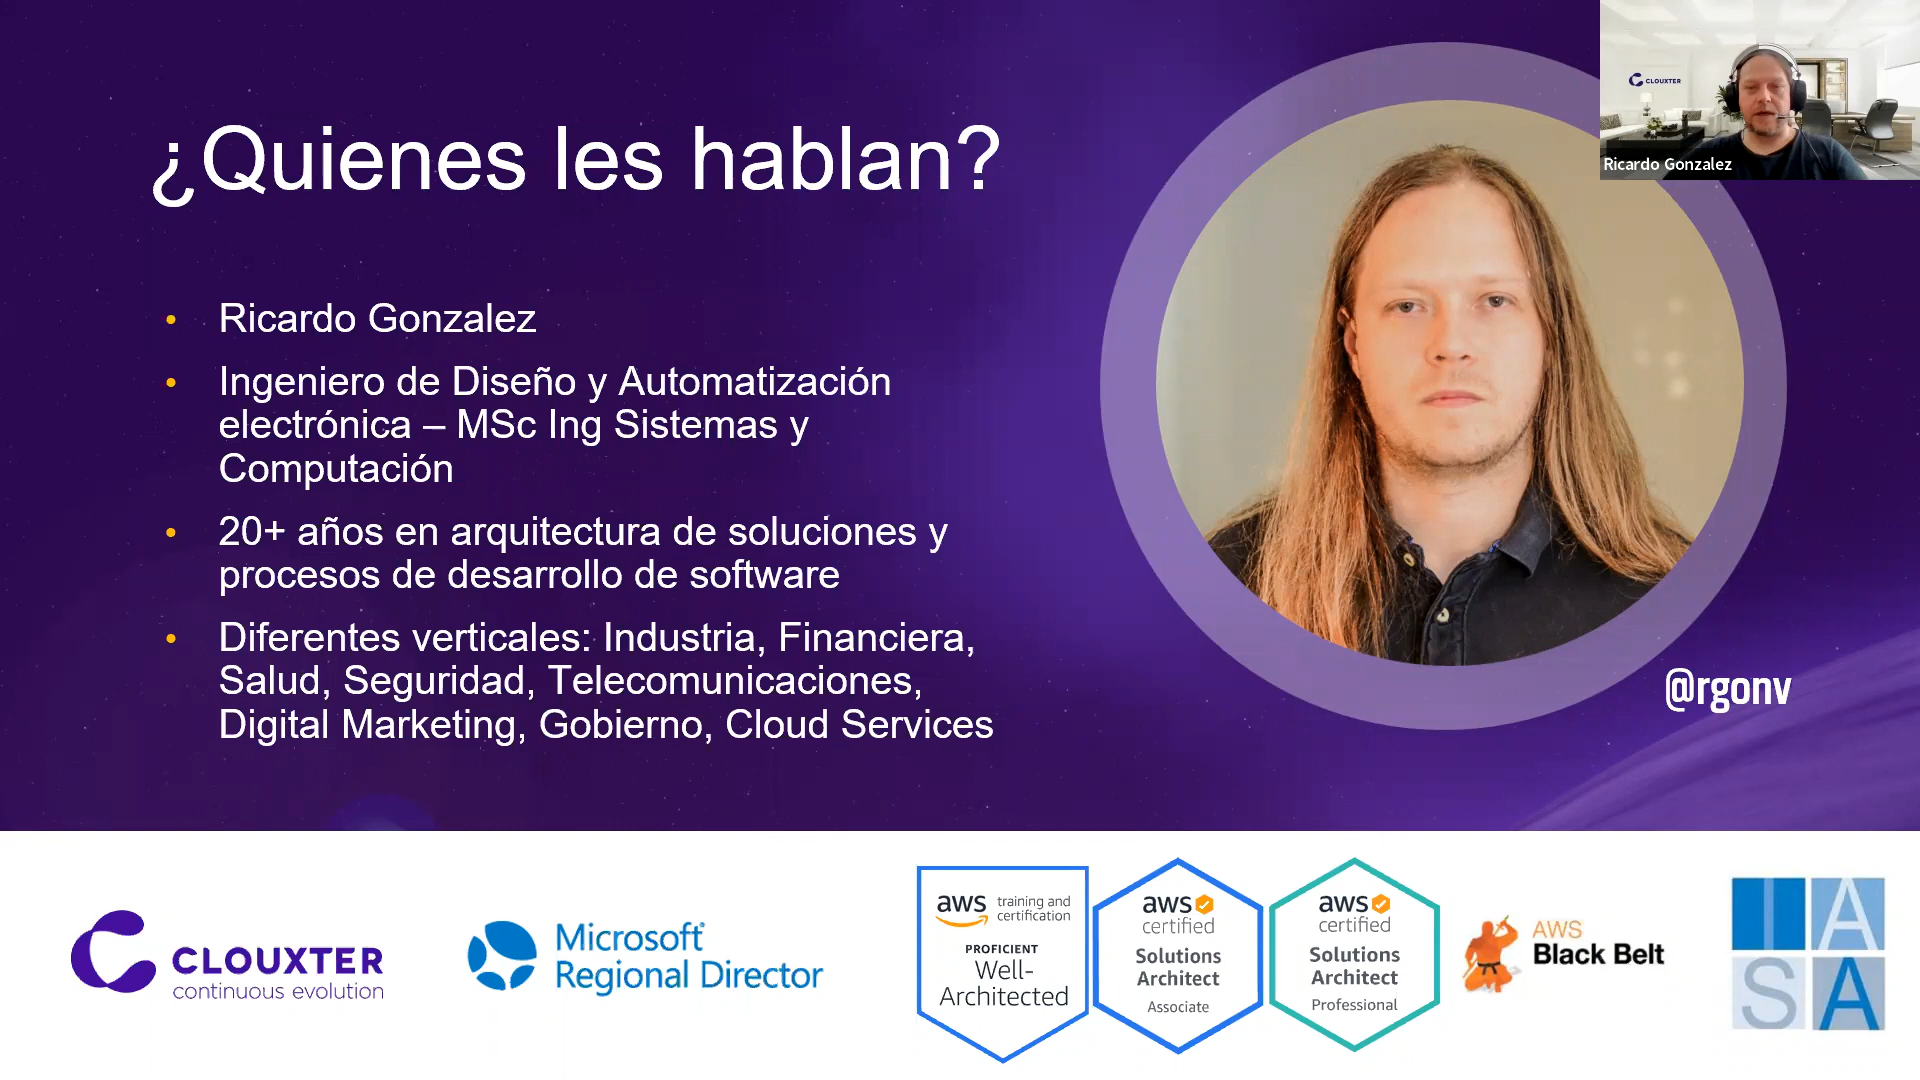 ¿Quienes les hablan?
CLOUXTER
Ricardo Gonzalez
• Ricardo Gonzalez
• Ingeniero de Diseño y Automatización
electrónica – MSc Ing Sistemas y
Computación
• 20+ años en arquitectura de soluciones y
procesos de desarrollo de software
• Diferentes verticales: Industria, Financiera,
Salud, Seguridad, Telecomunicaciones,
Digital Marketing, Gobierno, Cloud Services
@rgonv
CLOUXTER
continuous evolution
Microsoft
Regional Director
aws training and
certification
PROFICIENT
Well-
Architected
aws
certified
Solutions
Architect
Associate
aws
certified
Solutions
Architect
Professional
AWS
Black Belt
IA
SA